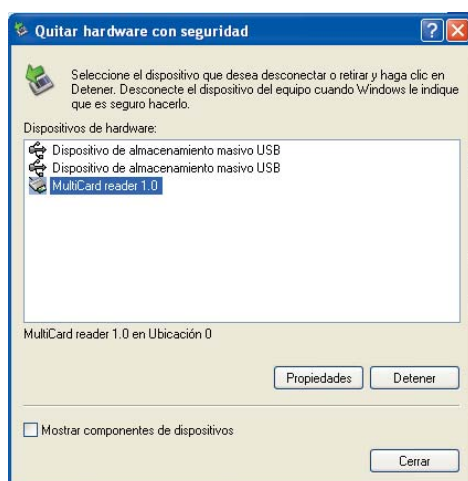 Quitar hardware con seguridad
Seleccione el dispositivo que desea desconectar o retirar y haga clic en
Detener. Desconecte el dispositivo del equipo cuando Windows le indique
que es seguro hacerlo.
Dispositivos de hardware:
Dispositivo de almacenamiento masivo USB
Dispositivo de almacenamiento masivo USB
MultiCard reader 1.0
MultiCard reader 1.0 en Ubicación 0
Propiedades Detener
Mostrar componentes de dispositivos
Cerrar